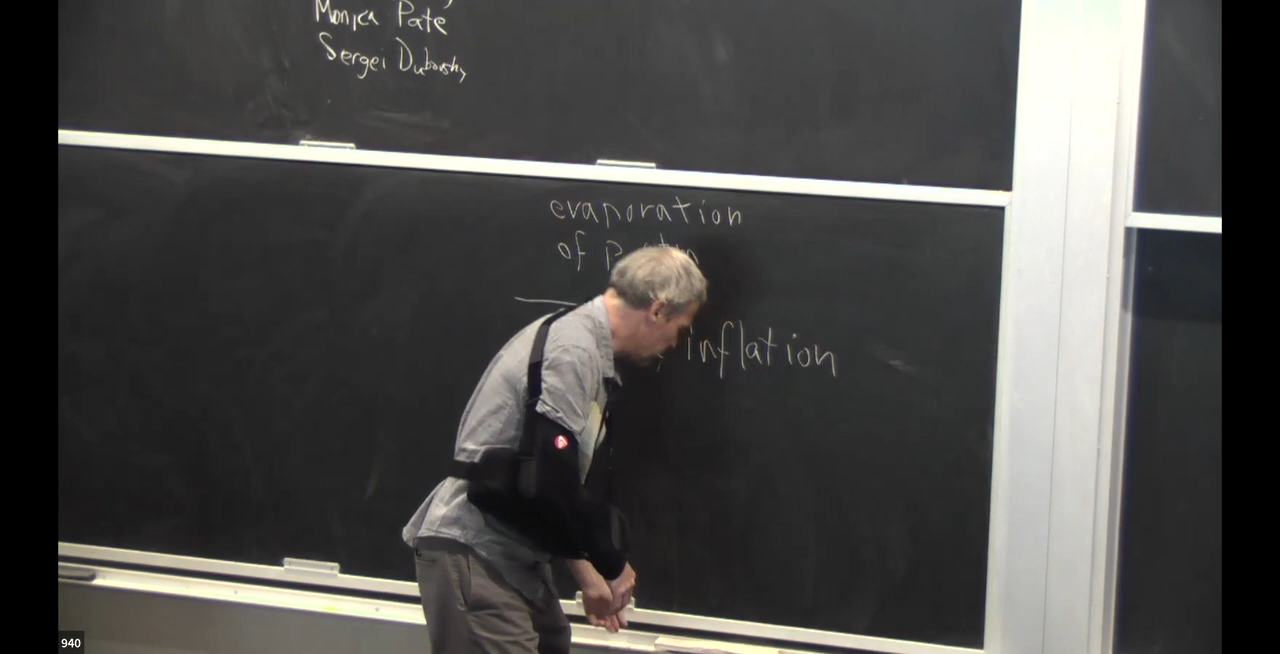 Monica Pate
Sergei Dubovsky
evaporation
of
inflation
940